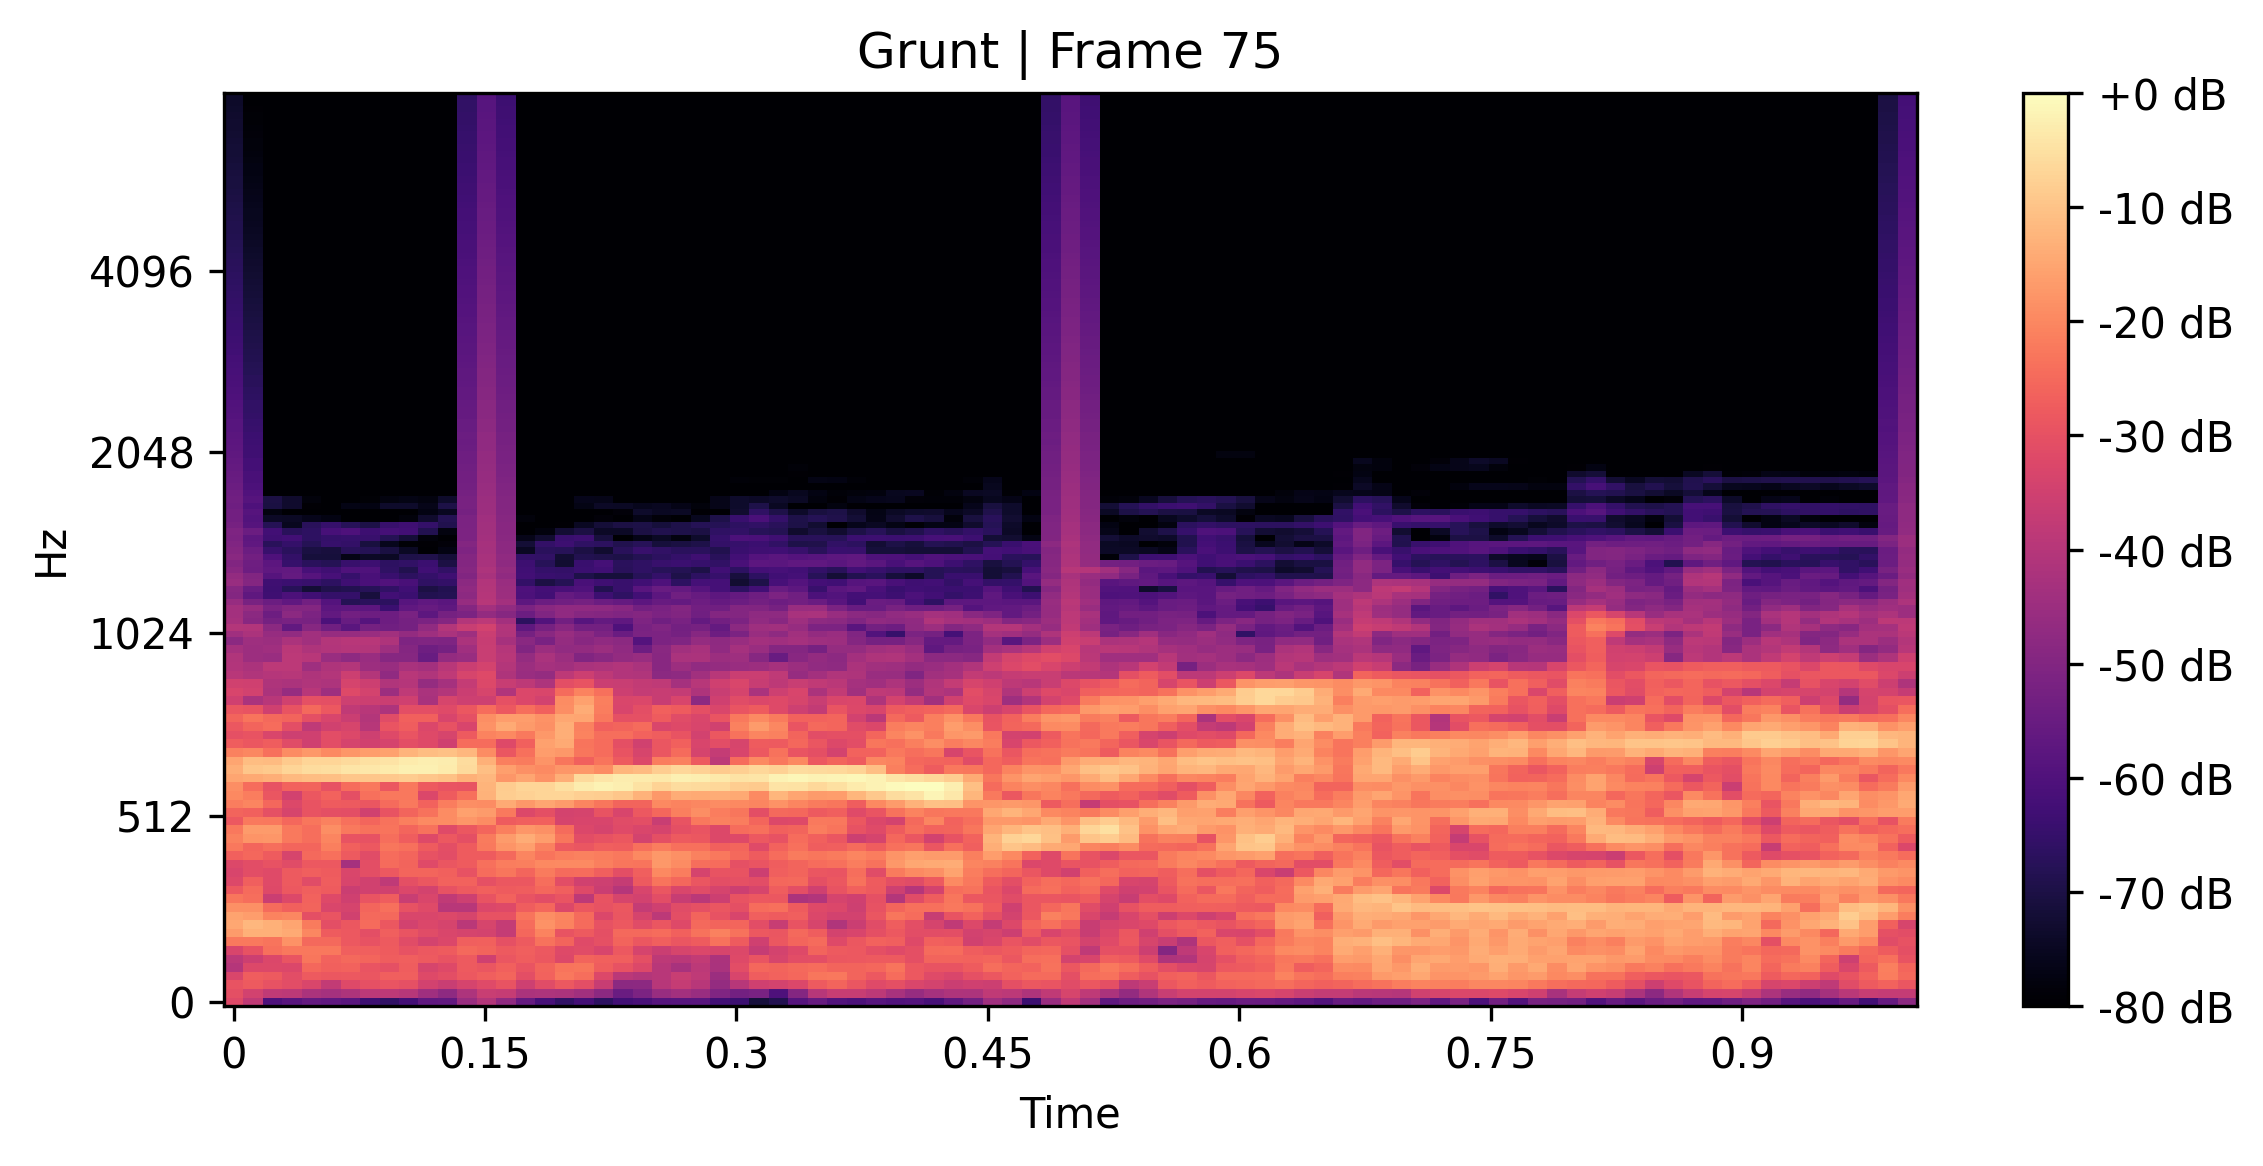 Grunt | Frame 75
+0 dB
-10 dB
-20 dB
-30 dB
-40 dB
-50 dB
-60 dB
-70 dB
-80 dB
Hz
4096
2048
1024
512
0
0 0.15 0.3 0.45 0.6 0.75 0.9
Time